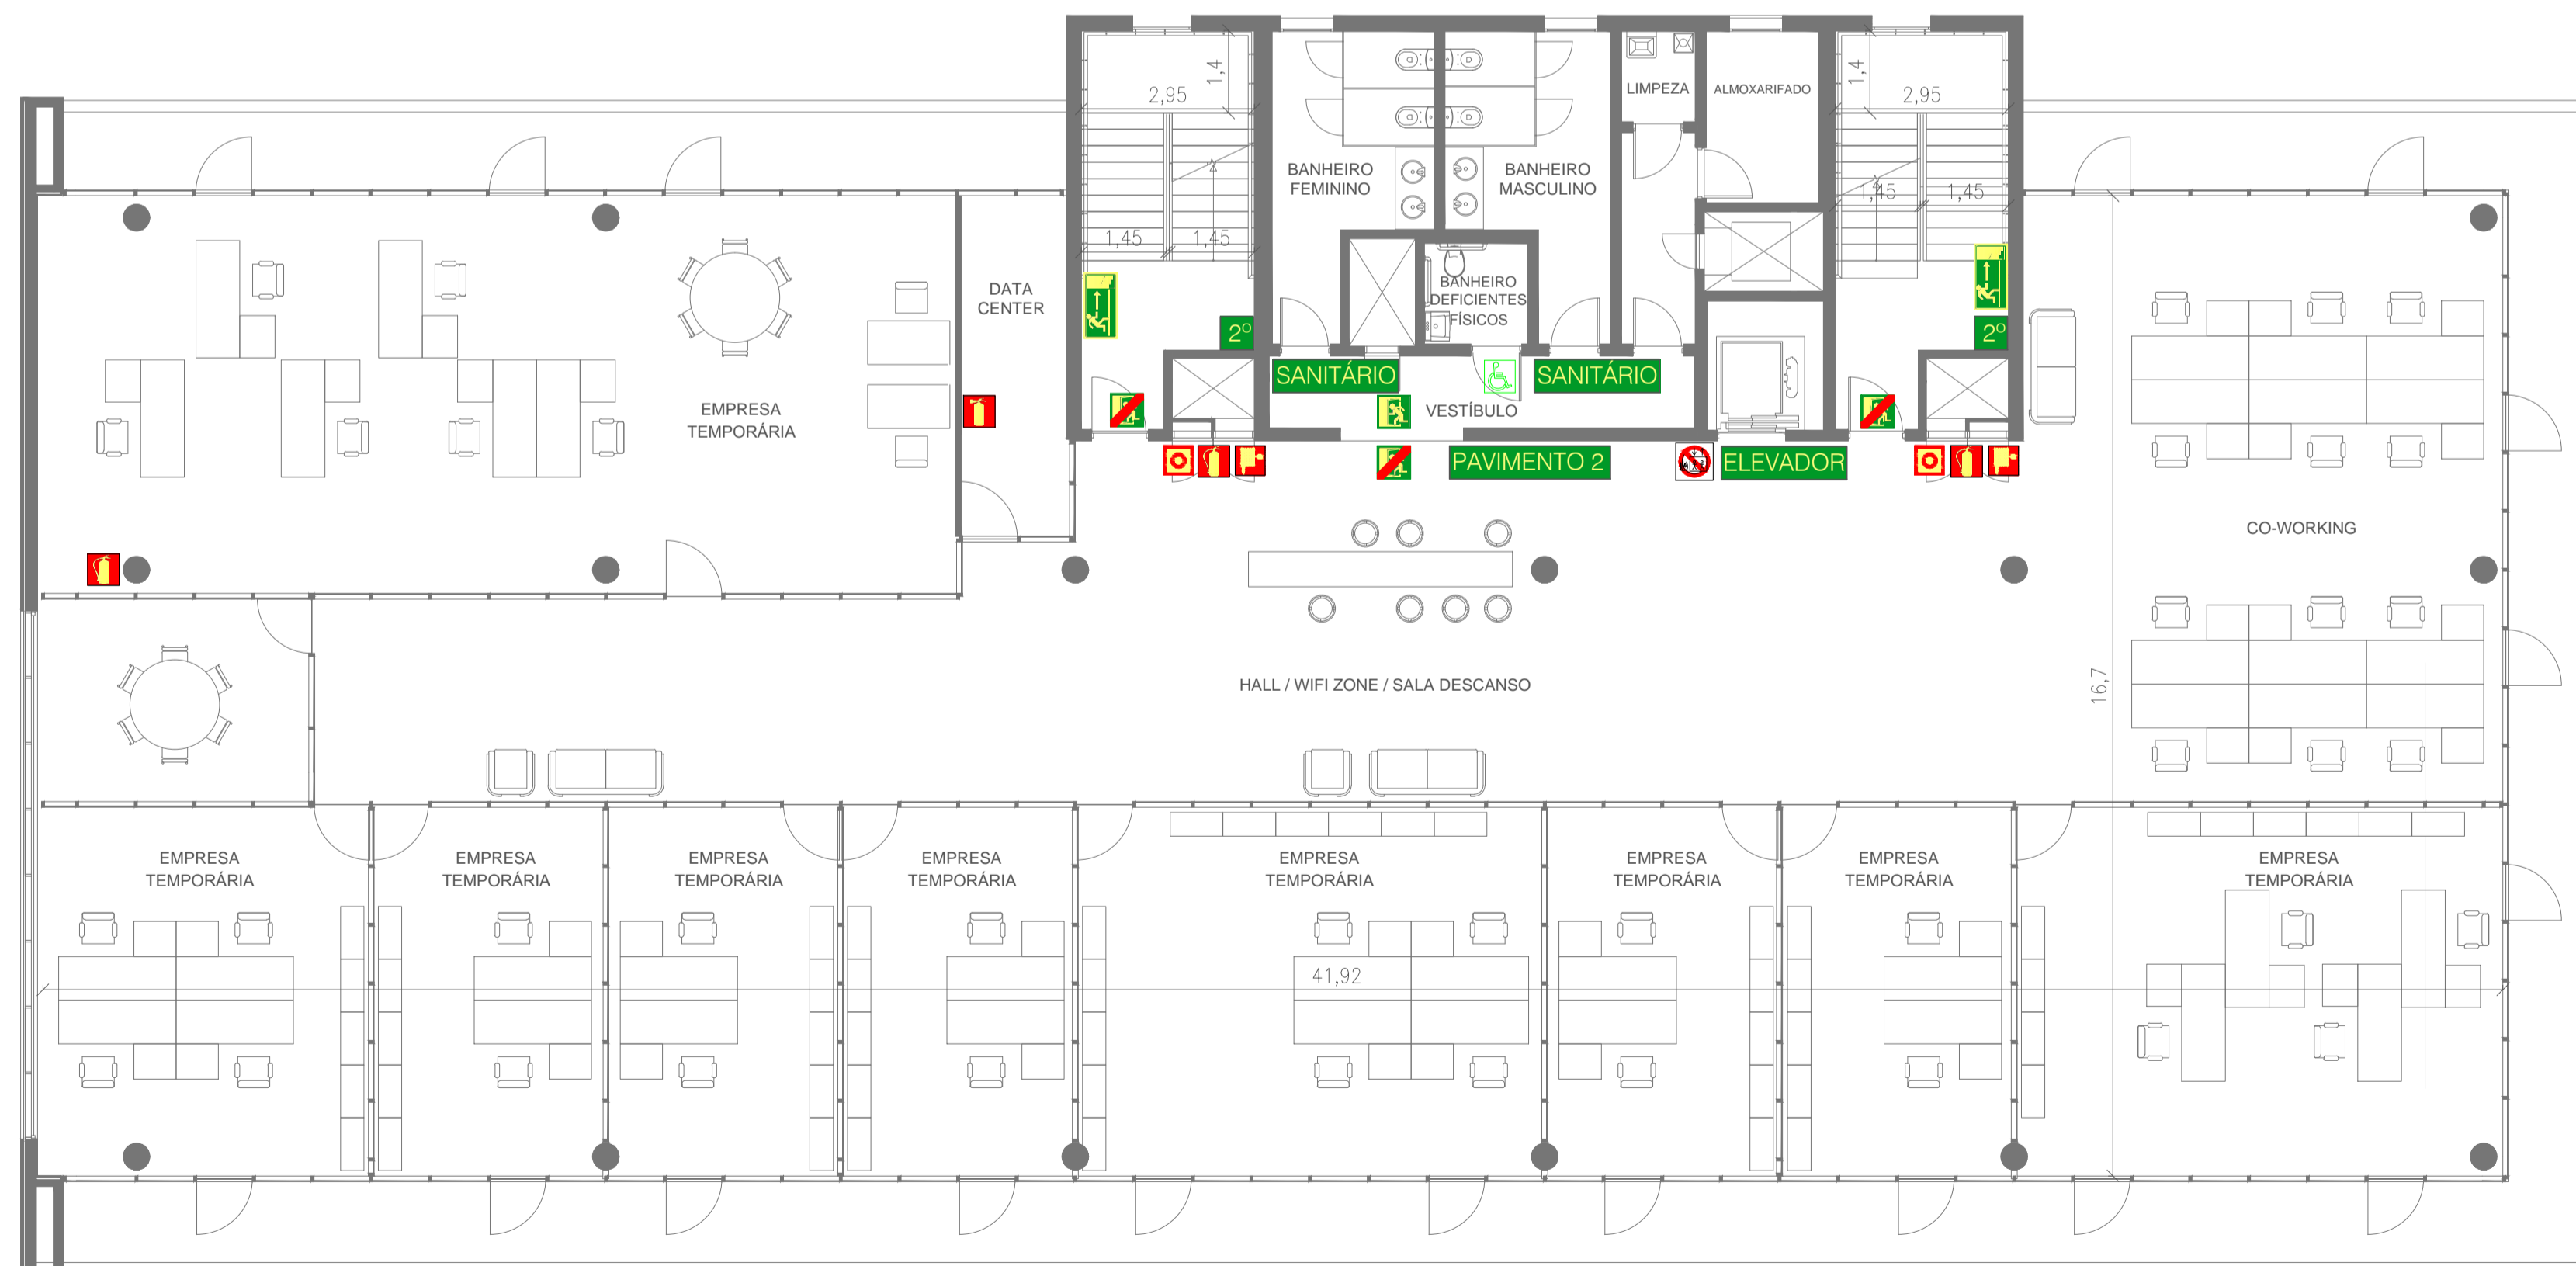 1,4
2,95
1,45
1,45
BANHEIRO
FEMININO
BANHEIRO
MASCULINO
LIMPEZA
ALMOXARIFADO
1,4
2,95
1,45
1,45
DATA
CENTER
BANHEIRO
DEFICIENTES
FÍSICOS
2º
2º
SANITÁRIO
SANITÁRIO
VESTÍBULO
EMPRESA
TEMPORÁRIA
PAVIMENTO 2
ELEVADOR
CO-WORKING
HALL / WIFI ZONE / SALA DESCANSO
16,7
EMPRESA
TEMPORÁRIA
EMPRESA
TEMPORÁRIA
EMPRESA
TEMPORÁRIA
EMPRESA
TEMPORÁRIA
EMPRESA
TEMPORÁRIA
EMPRESA
TEMPORÁRIA
EMPRESA
TEMPORÁRIA
EMPRESA
TEMPORÁRIA
41,92